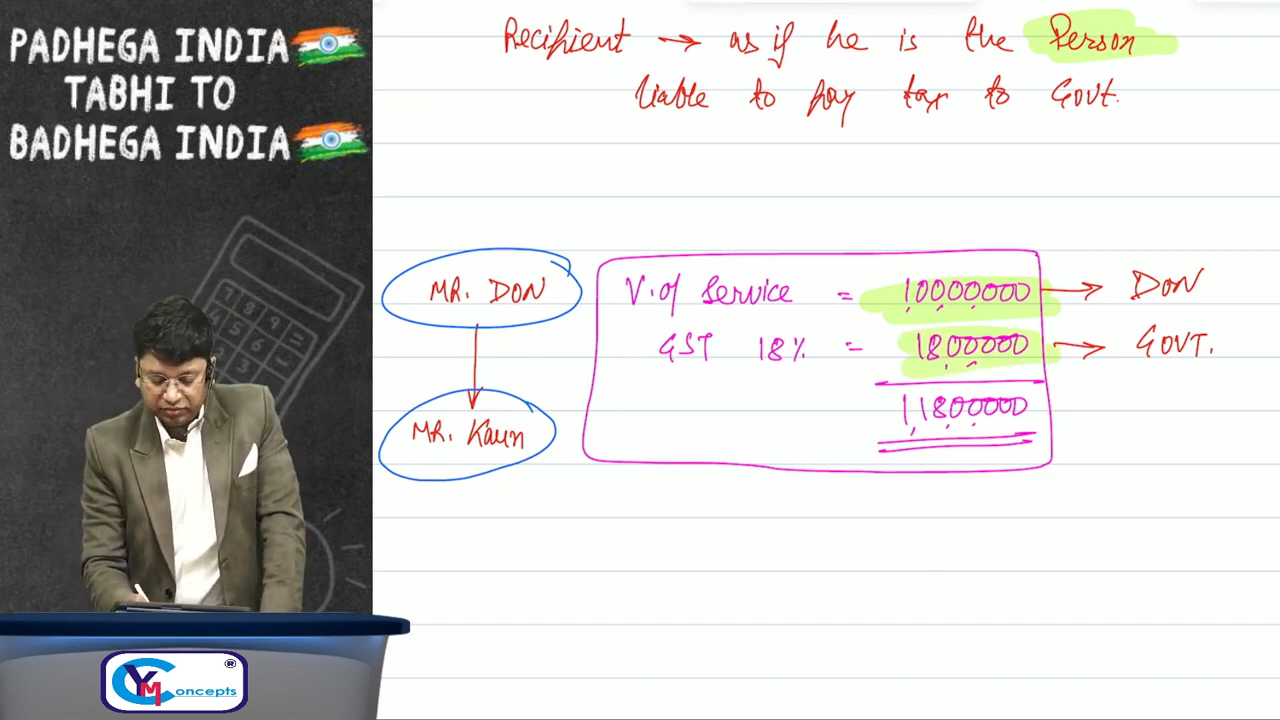 PADHEGA INDIA
TABHI TO
BADHEGA INDIA
Recipient → as if he is the Person
liable to pay tax to Govt.
MR. DON
MR. Kaun
V. of Service = 10000000 → DON
GST 18% = 1800000 → GOVT.
11800000
YM Concepts ®